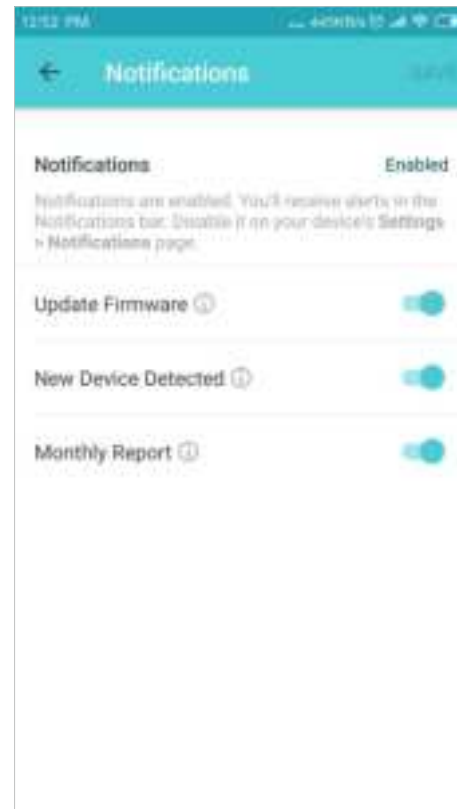 12:52 PM
Notifications
SAVE
Notifications Enabled
Notifications are enabled. You'll receive alerts in the
Notifications bar. Disable it on your device's Settings
> Notifications page.
Update Firmware
New Device Detected
Monthly Report